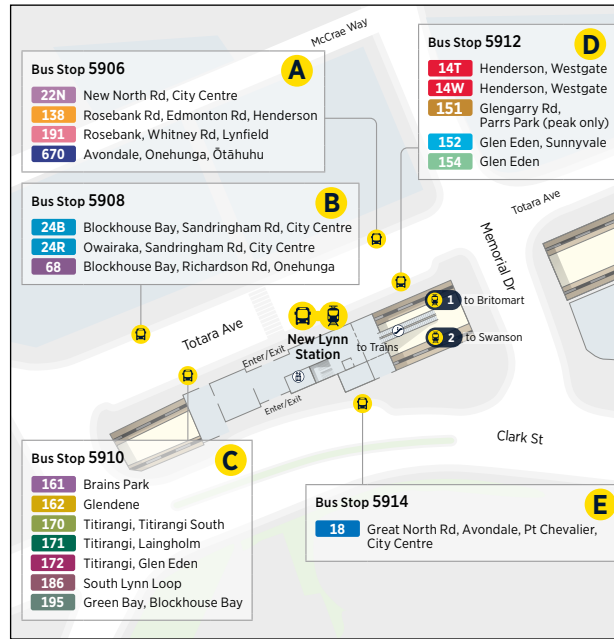 McCrae Way
Bus Stop 5906
A
22N New North Rd, City Centre
138 Rosebank Rd, Edmonton Rd, Henderson
191 Rosebank, Whitney Rd, Lynfield
670 Avondale, Onehunga, Ōtāhuhu
Bus Stop 5912
D
14T Henderson, Westgate
14W Henderson, Westgate
151 Glengarry Rd,
Parrs Park (peak only)
152 Glen Eden, Sunnyvale
154 Glen Eden
Bus Stop 5908
B
24B Blockhouse Bay, Sandringham Rd, City Centre
24R Owairaka, Sandringham Rd, City Centre
68 Blockhouse Bay, Richardson Rd, Onehunga
Totara Ave
Memorial Dr
1 to Britomart
2 to Swanson
Totara Ave
New Lynn
Station
to Trains
Enter/Exit
Enter/Exit
Clark St
Bus Stop 5910
C
161 Brains Park
162 Glendene
170 Titirangi, Titirangi South
171 Titirangi, Laingholm
172 Titirangi, Glen Eden
186 South Lynn Loop
195 Green Bay, Blockhouse Bay
Bus Stop 5914
E
18 Great North Rd, Avondale, Pt Chevalier,
City Centre